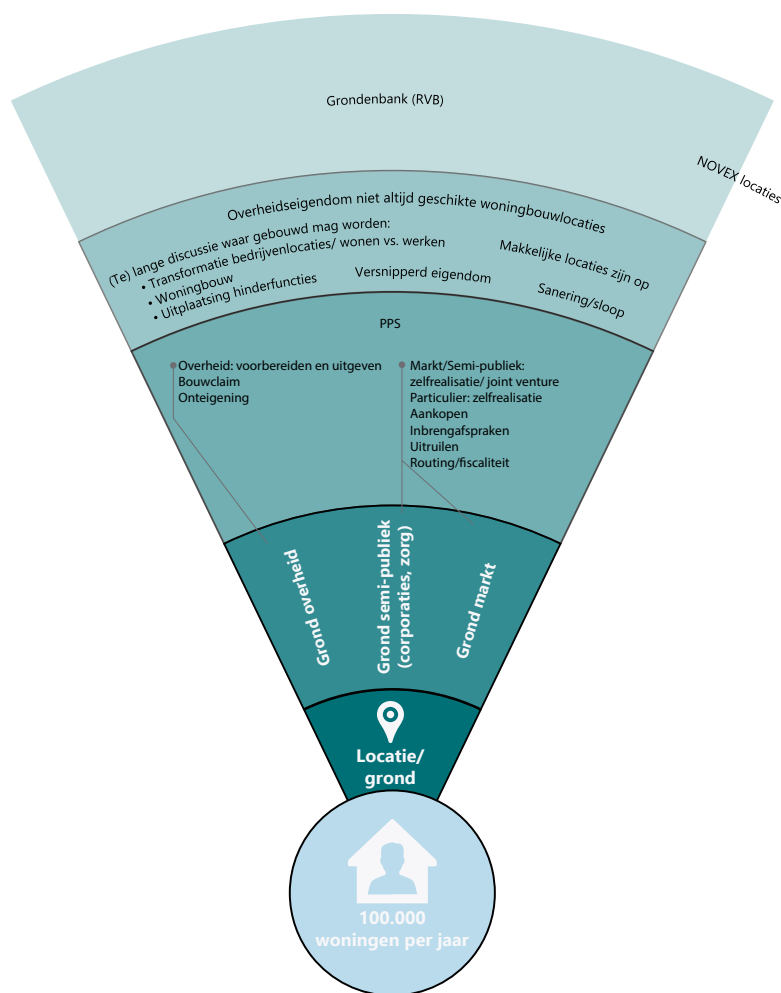 Grondenbank (RVB)
NOVEX locaties
Overheidseigendom niet altijd geschikte woningbouwlocaties
(Te) lange discussie waar gebouwd mag worden:
• Transformatie bedrijvenlocaties/ wonen vs. werken
• Woningbouw
• Uitplaatsing hinderfuncties
Versnipperd eigendom
Makkelijke locaties zijn op
Sanering/sloop
PPS
Overheid: voorbereiden en uitgeven
Bouwclaim
Onteigening
Markt/Semi-publiek:
zelfrealisatie/ joint venture
Particulier: zelfrealisatie
Aankopen
Inbrengafspraken
Uitruilen
Routing/fiscaliteit
Grond overheid
Grond semi-publiek
(corporaties, zorg)
Grond markt
Locatie/
grond
100.000
woningen per jaar